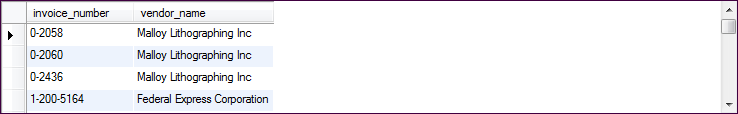 invoice_number vendor_name
0-2058 Malloy Lithographing Inc
0-2060 Malloy Lithographing Inc
0-2436 Malloy Lithographing Inc
1-200-5164 Federal Express Corporation